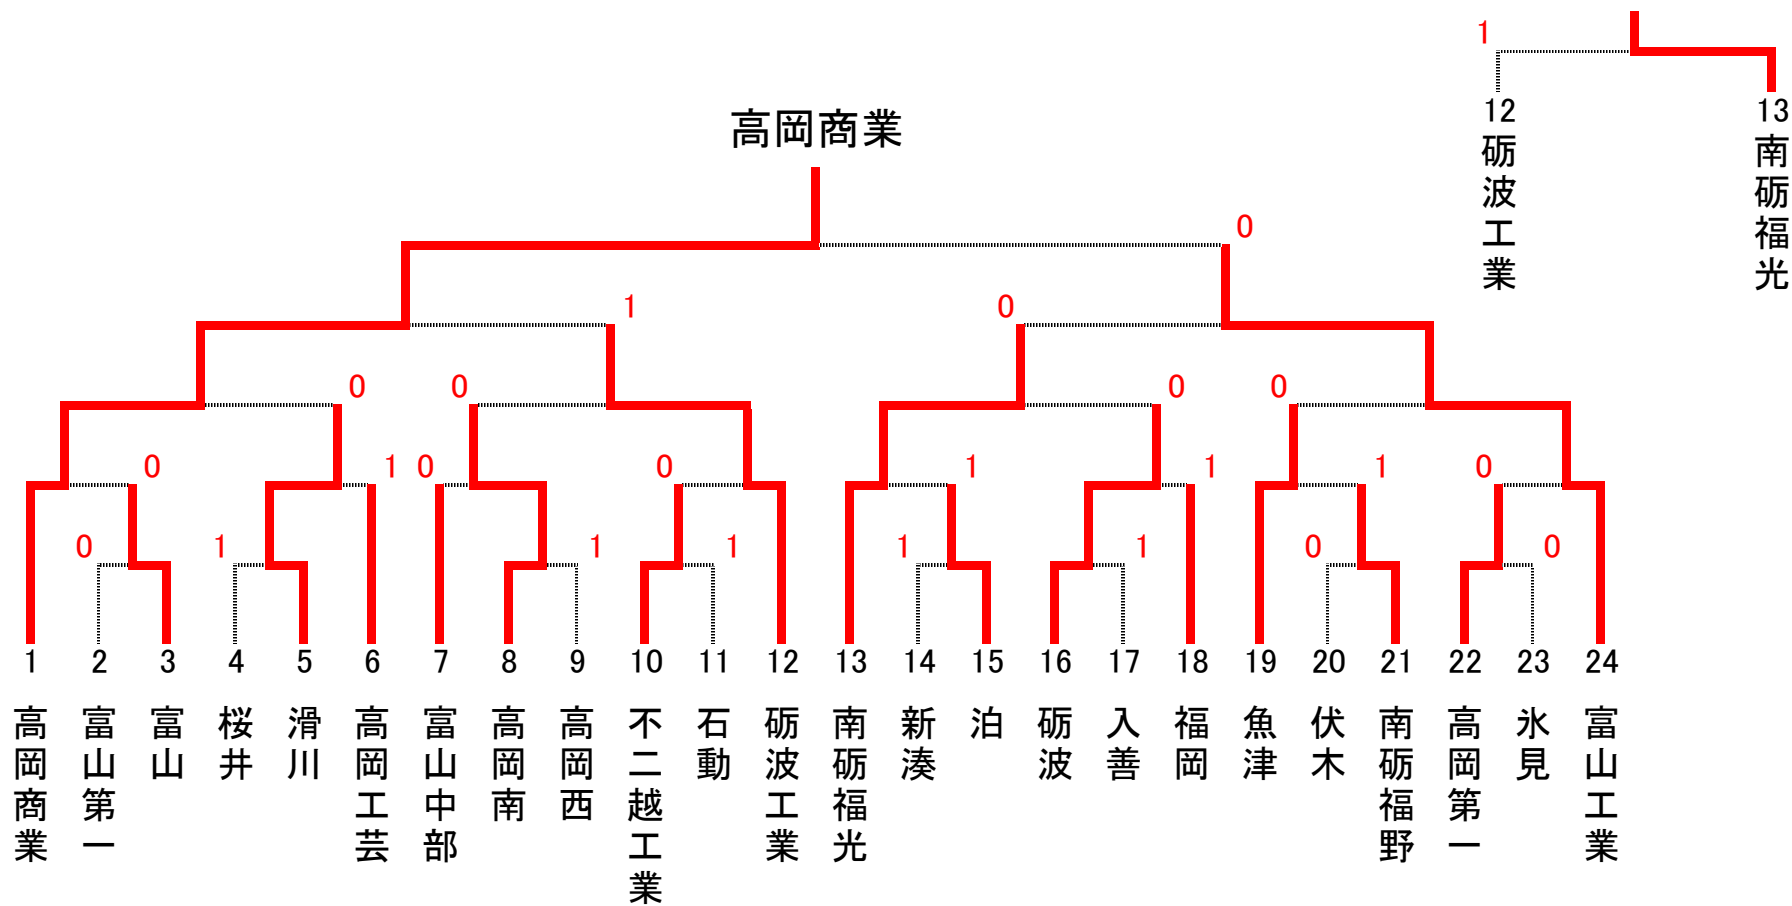 1
12
13
砺波工業
南砺福光
高岡商業
0
1
0
0
0
0
0
0
1
0
0
1
1
1
0
0
1
1
1
1
1
0
0
1
2
3
4
5
6
7
8
9
10
11
12
13
14
15
16
17
18
19
20
21
22
23
24
高岡商業
富山第一
富山
桜井
滑川
高岡工芸
富山中部
高岡南
高岡西
不二越工業
石動
砺波工業
南砺福光
新湊
泊
砺波
入善
福岡
魚津
伏木
南砺福野
高岡第一
氷見
富山工業